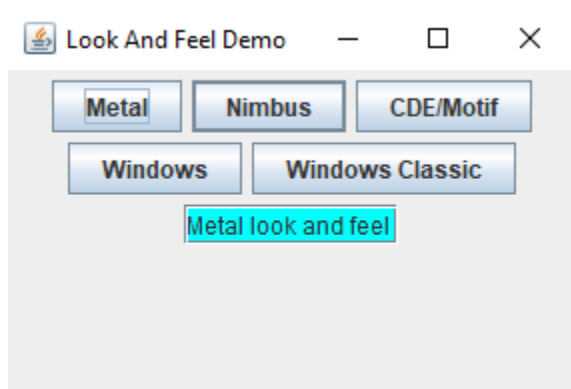 Look And Feel Demo
Metal Nimbus CDE/Motif
Windows Windows Classic
Metal look and feel